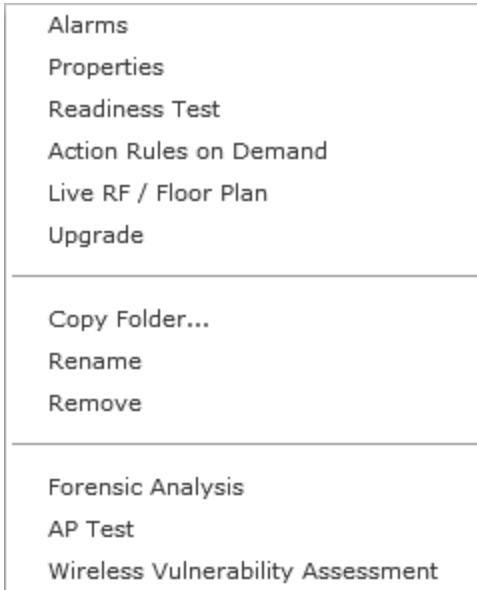 Alarms
Properties
Readiness Test
Action Rules on Demand
Live RF / Floor Plan
Upgrade
Copy Folder...
Rename
Remove
Forensic Analysis
AP Test
Wireless Vulnerability Assessment